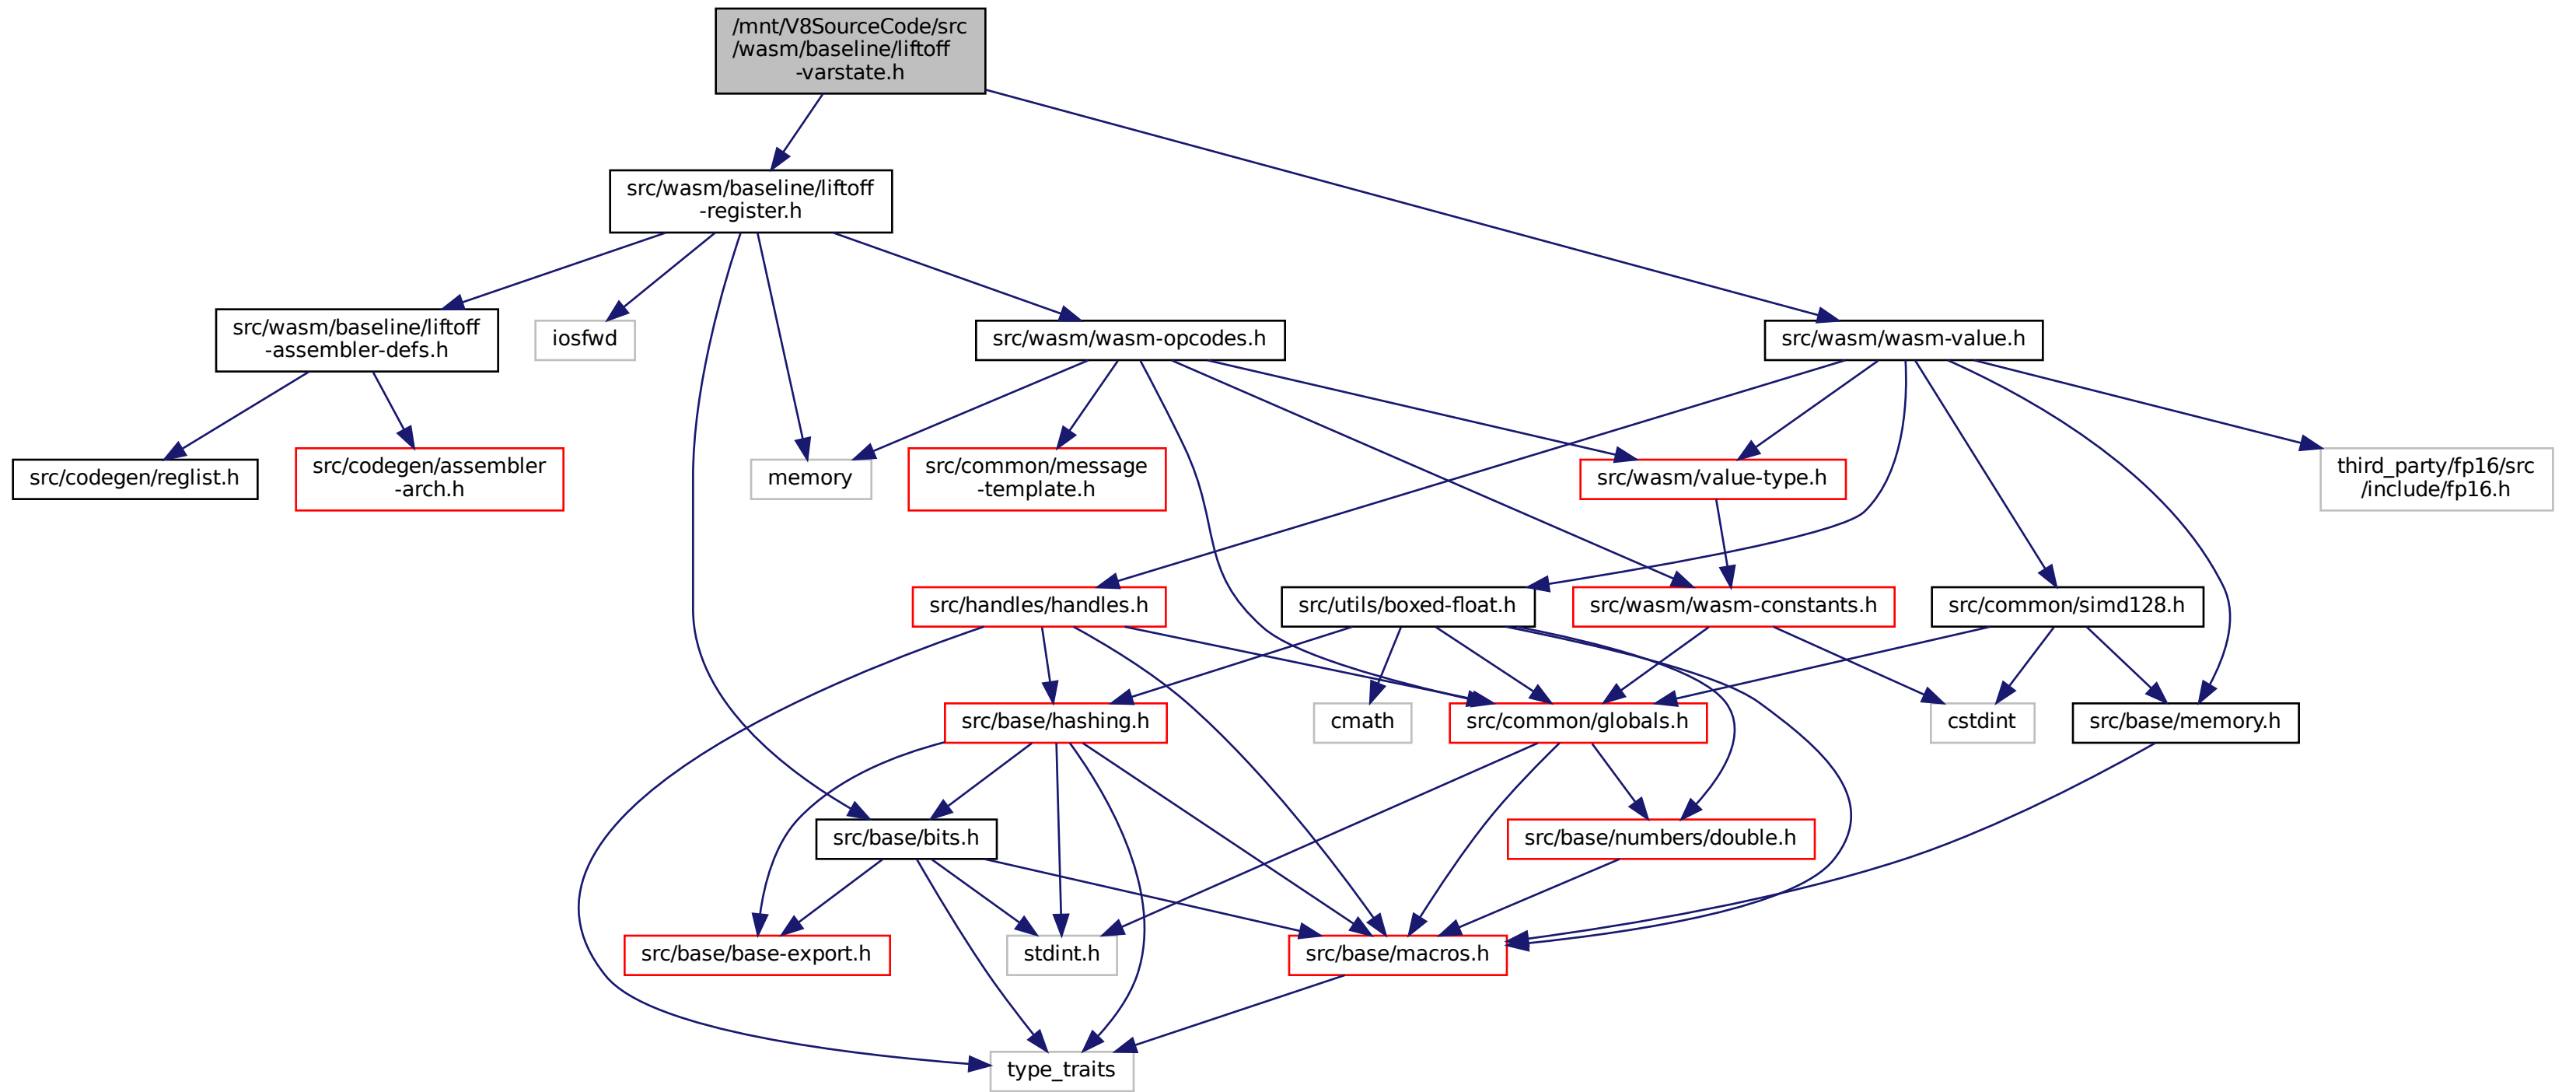 /mnt/V8SourceCode/src
/wasm/baseline/liftoff
-varstate.h
src/wasm/baseline/liftoff
-register.h
src/wasm/baseline/liftoff
-assembler-defs.h
iosfwd
src/wasm/wasm-opcodes.h
src/wasm/wasm-value.h
src/codegen/reglist.h
src/codegen/assembler
-arch.h
memory
src/common/message
-template.h
src/wasm/value-type.h
third_party/fp16/src
/include/fp16.h
src/handles/handles.h
src/utils/boxed-float.h
src/wasm/wasm-constants.h
src/common/simd128.h
src/base/hashing.h
cmath
src/common/globals.h
cstdint
src/base/memory.h
src/base/bits.h
src/base/numbers/double.h
src/base/base-export.h
stdint.h
src/base/macros.h
type_traits